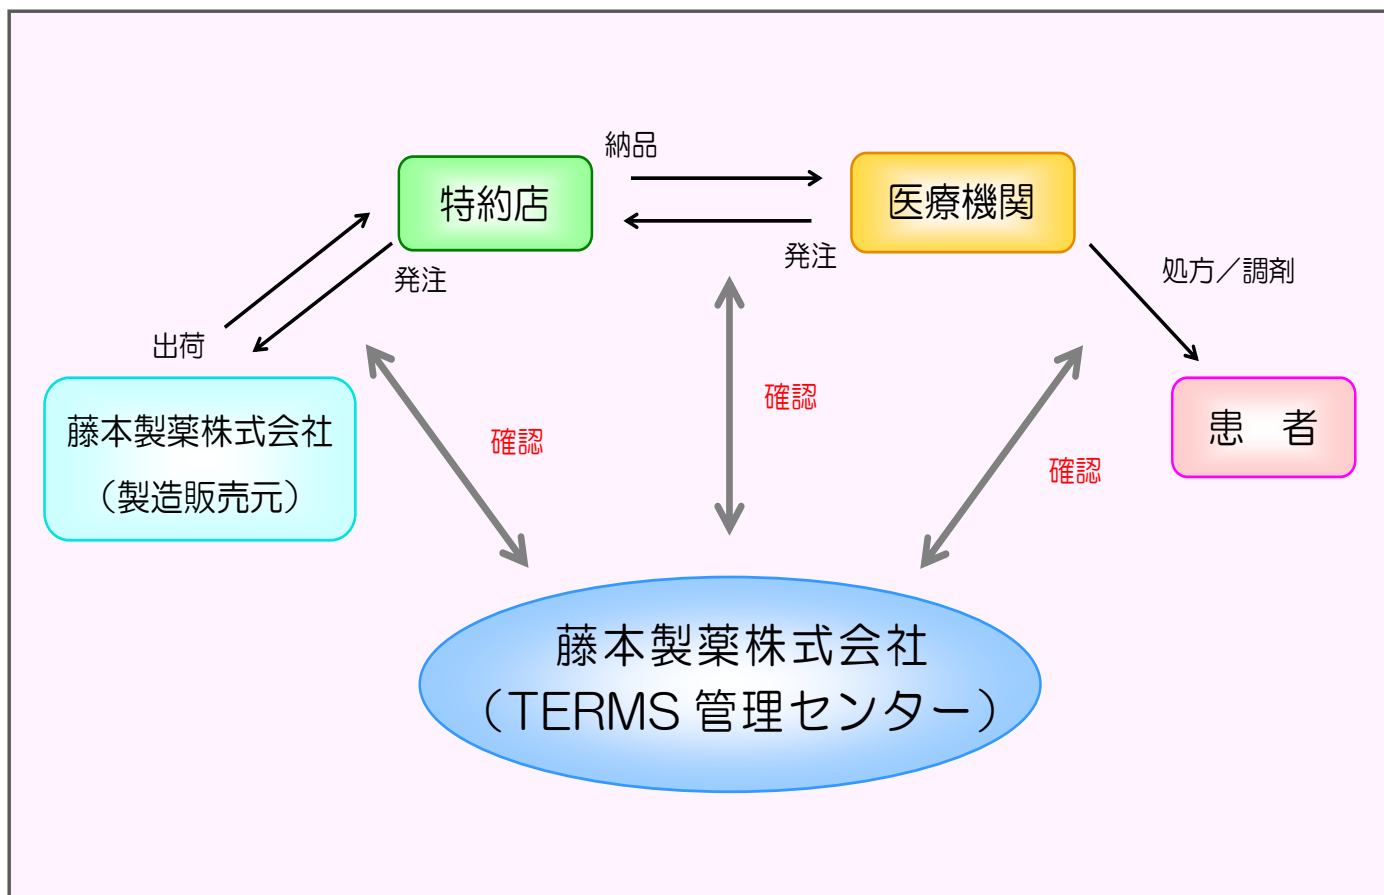 納品
特約店
医療機関
発注
発注
処方／調剤
出荷
確認
藤本製薬株式会社
（製造販売元）
確認
確認
患　者
藤本製薬株式会社
（TERMS 管理センター）